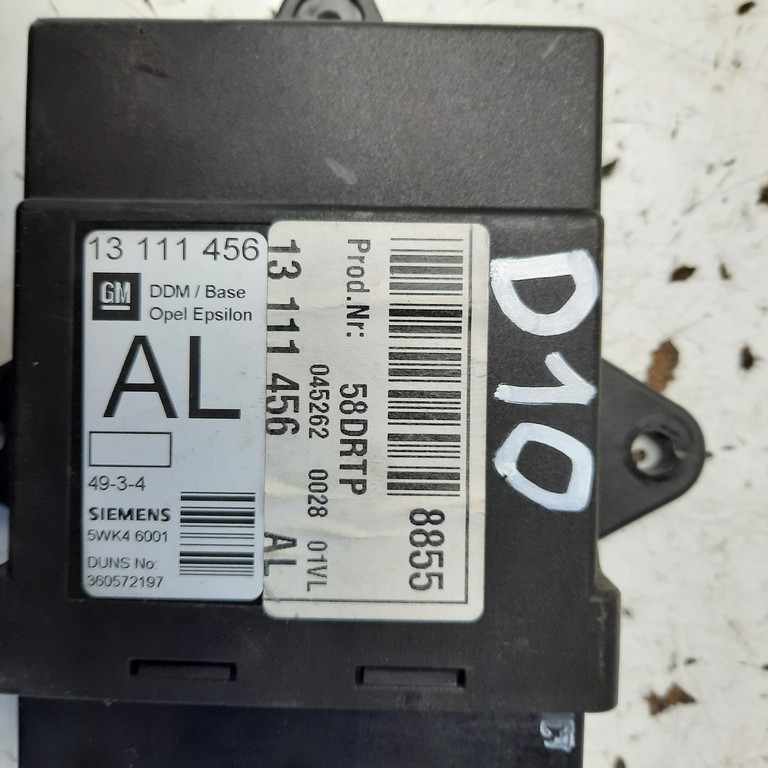 13 111 456
GM
DDM / Base
Opel Epsilon
AL
49-3-4
SIEMENS
5WK4 6001
DUNS No:
360572197
8855
Prod.Nr: 58DRTP
045262 0028 01VL
13 111 456 AL
D10